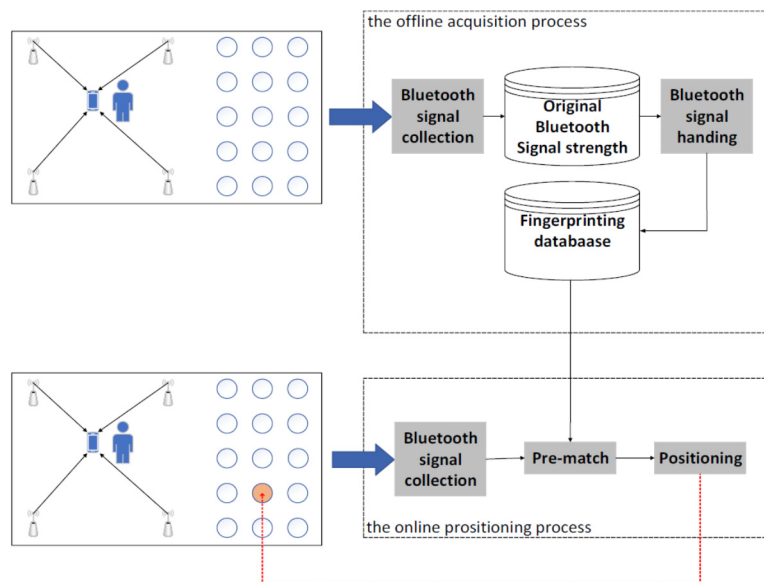 the offline acquisition process
Bluetooth
signal
collection
Original
Bluetooth
Signal strength
Bluetooth
signal
handing
Fingerprinting
databaase
Bluetooth
signal
collection
Pre-match
Positioning
the online prositioning process